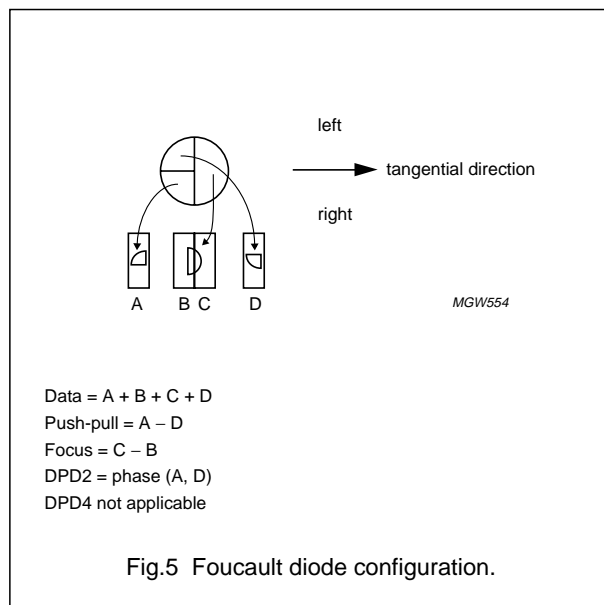 left
tangential direction
right
A B C D
MGW554
Data = A + B + C + D
Push-pull = A − D
Focus = C − B
DPD2 = phase (A, D)
DPD4 not applicable
Fig.5 Foucault diode configuration.